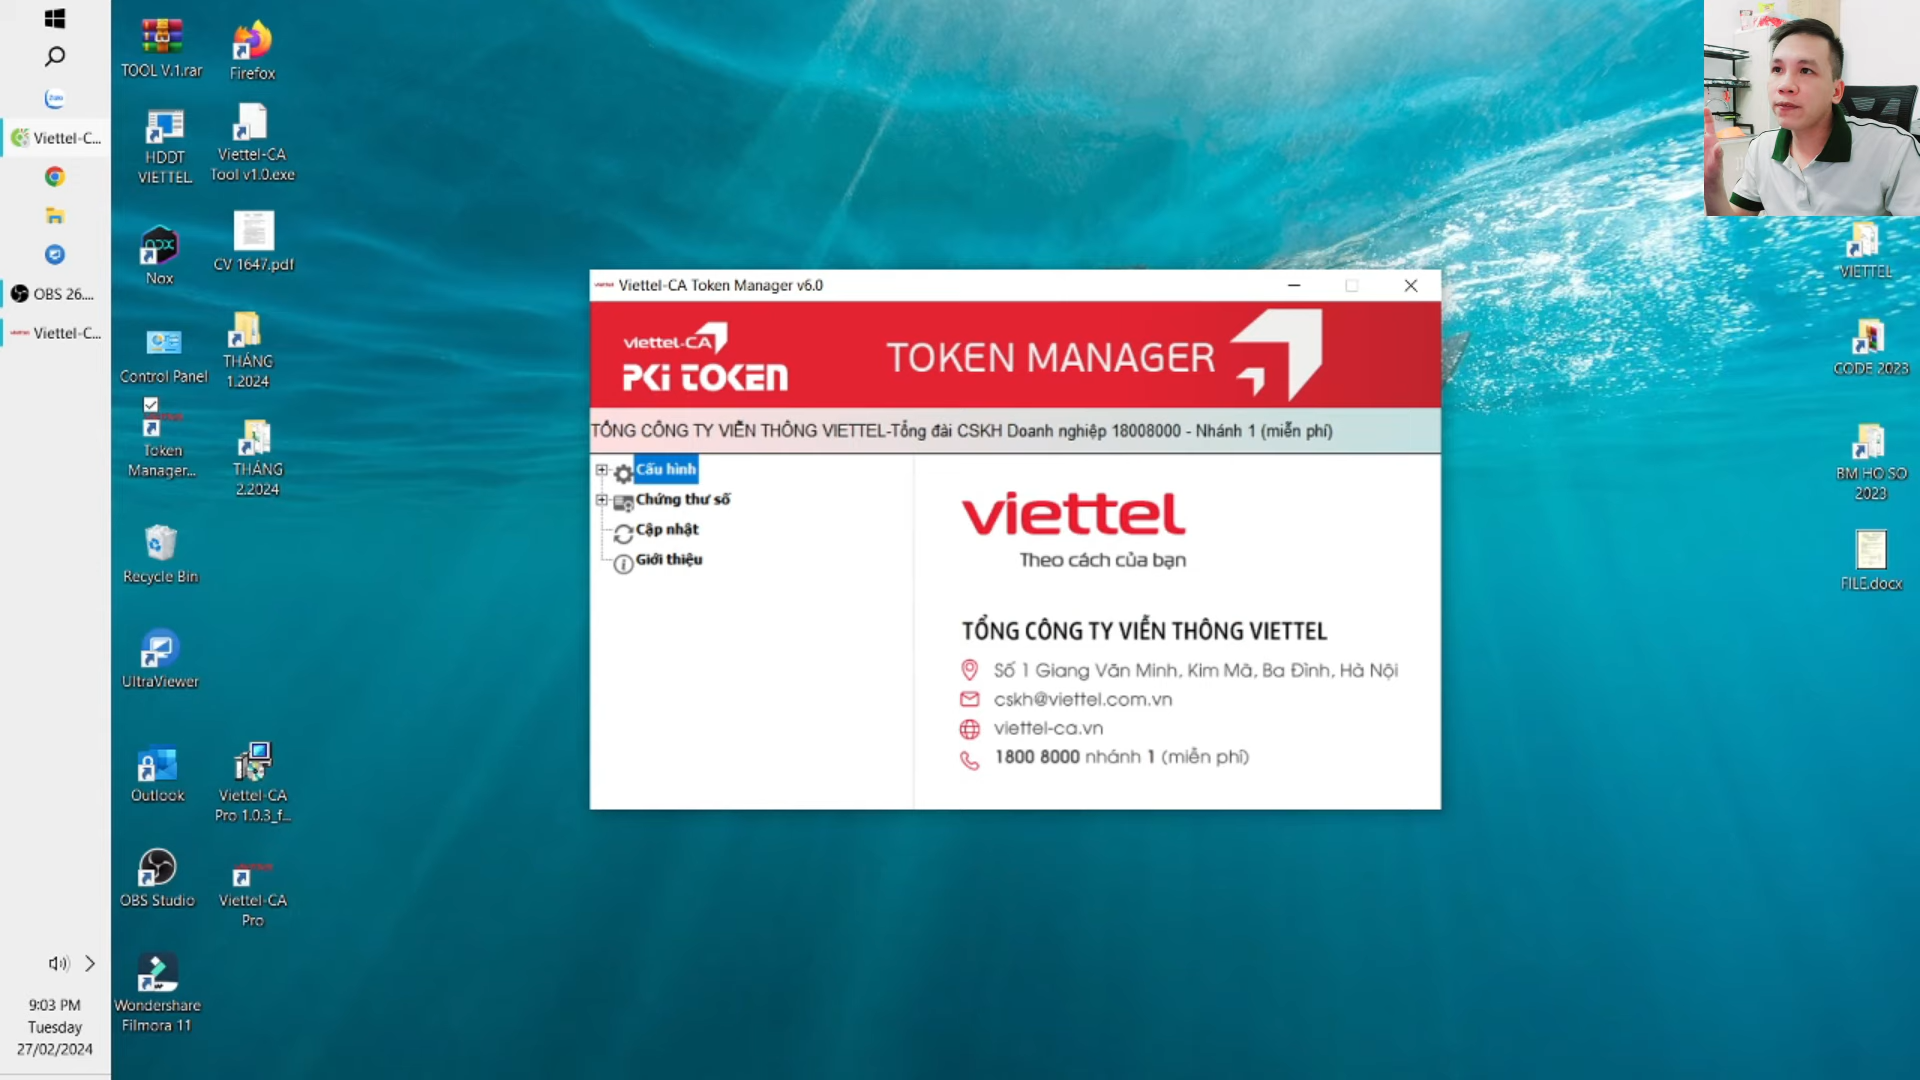 Zalo
Viettel-C...
OBS 26....
Viettel-C...
9:03 PM
Tuesday
27/02/2024
TOOL V.1.rar
Firefox
HDDT
VIETTEL
Viettel-CA
Tool v1.0.exe
nox
Nox
CV 1647.pdf
Control Panel
THÁNG
1.2024
Token
Manager...
THÁNG
2.2024
Recycle Bin
UltraViewer
Outlook
Viettel-CA
Pro 1.0.3_f...
OBS Studio
Viettel-CA
Pro
Wondershare
Filmora 11
Viettel-CA Token Manager v6.0
viettel-CA
PKI TOKEN
TOKEN MANAGER
TỔNG CÔNG TY VIỄN THÔNG VIETTEL-Tổng đài CSKH Doanh nghiệp 18008000 - Nhánh 1 (miễn phí)
Cấu hình
Chứng thư số
Cập nhật
Giới thiệu
viettel
Theo cách của bạn
TỔNG CÔNG TY VIỄN THÔNG VIETTEL
Số 1 Giang Văn Minh, Kim Mã, Ba Đình, Hà Nội
cskh@viettel.com.vn
viettel-ca.vn
1800 8000 nhánh 1 (miễn phí)
VIETTEL
CODE 2023
BM HO SO
2023
FILE.docx